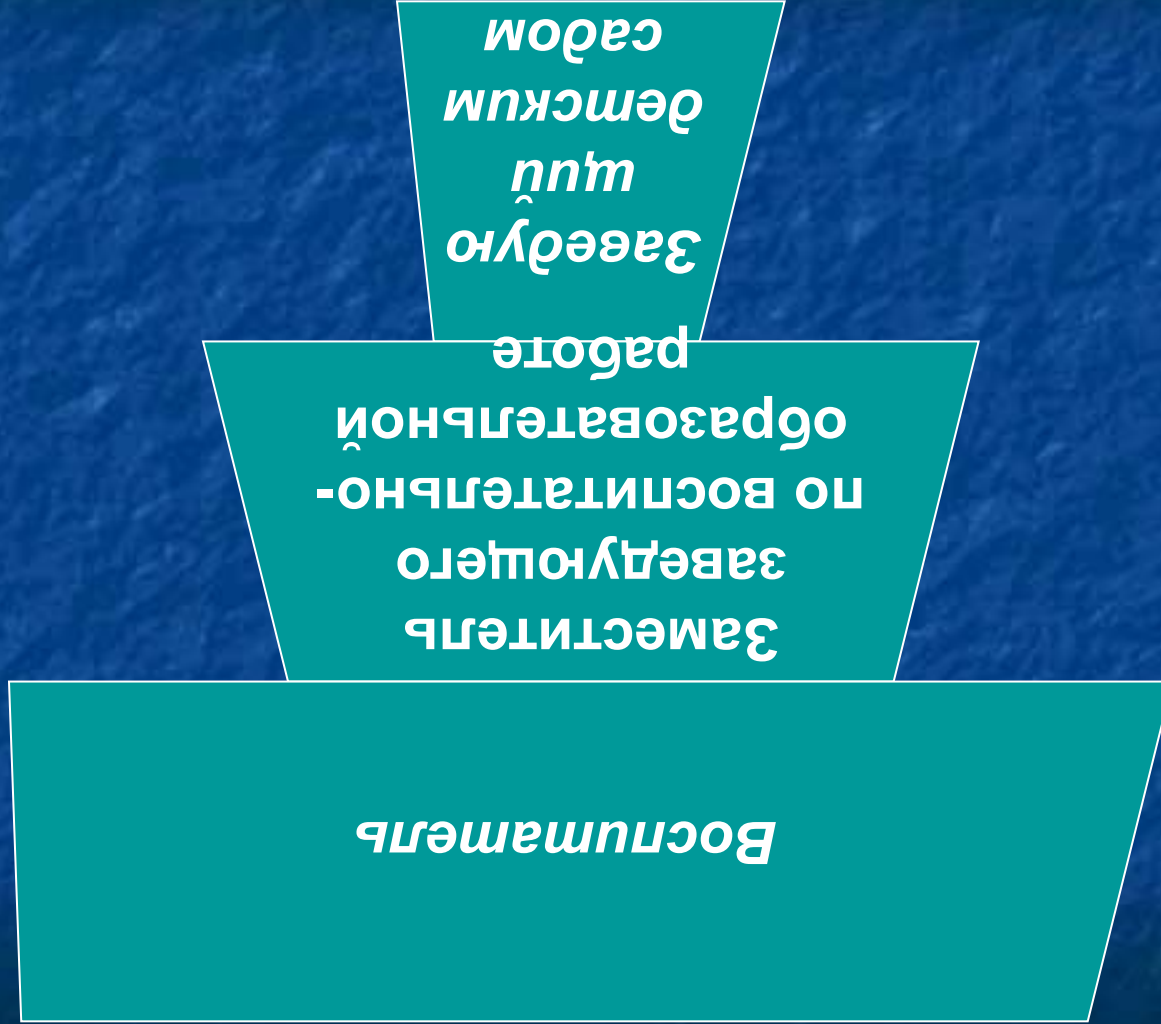 Воспитатель
Заместитель
заведующего
по воспитательно-
образовательной
работе
Заведую
щий
детским
садом